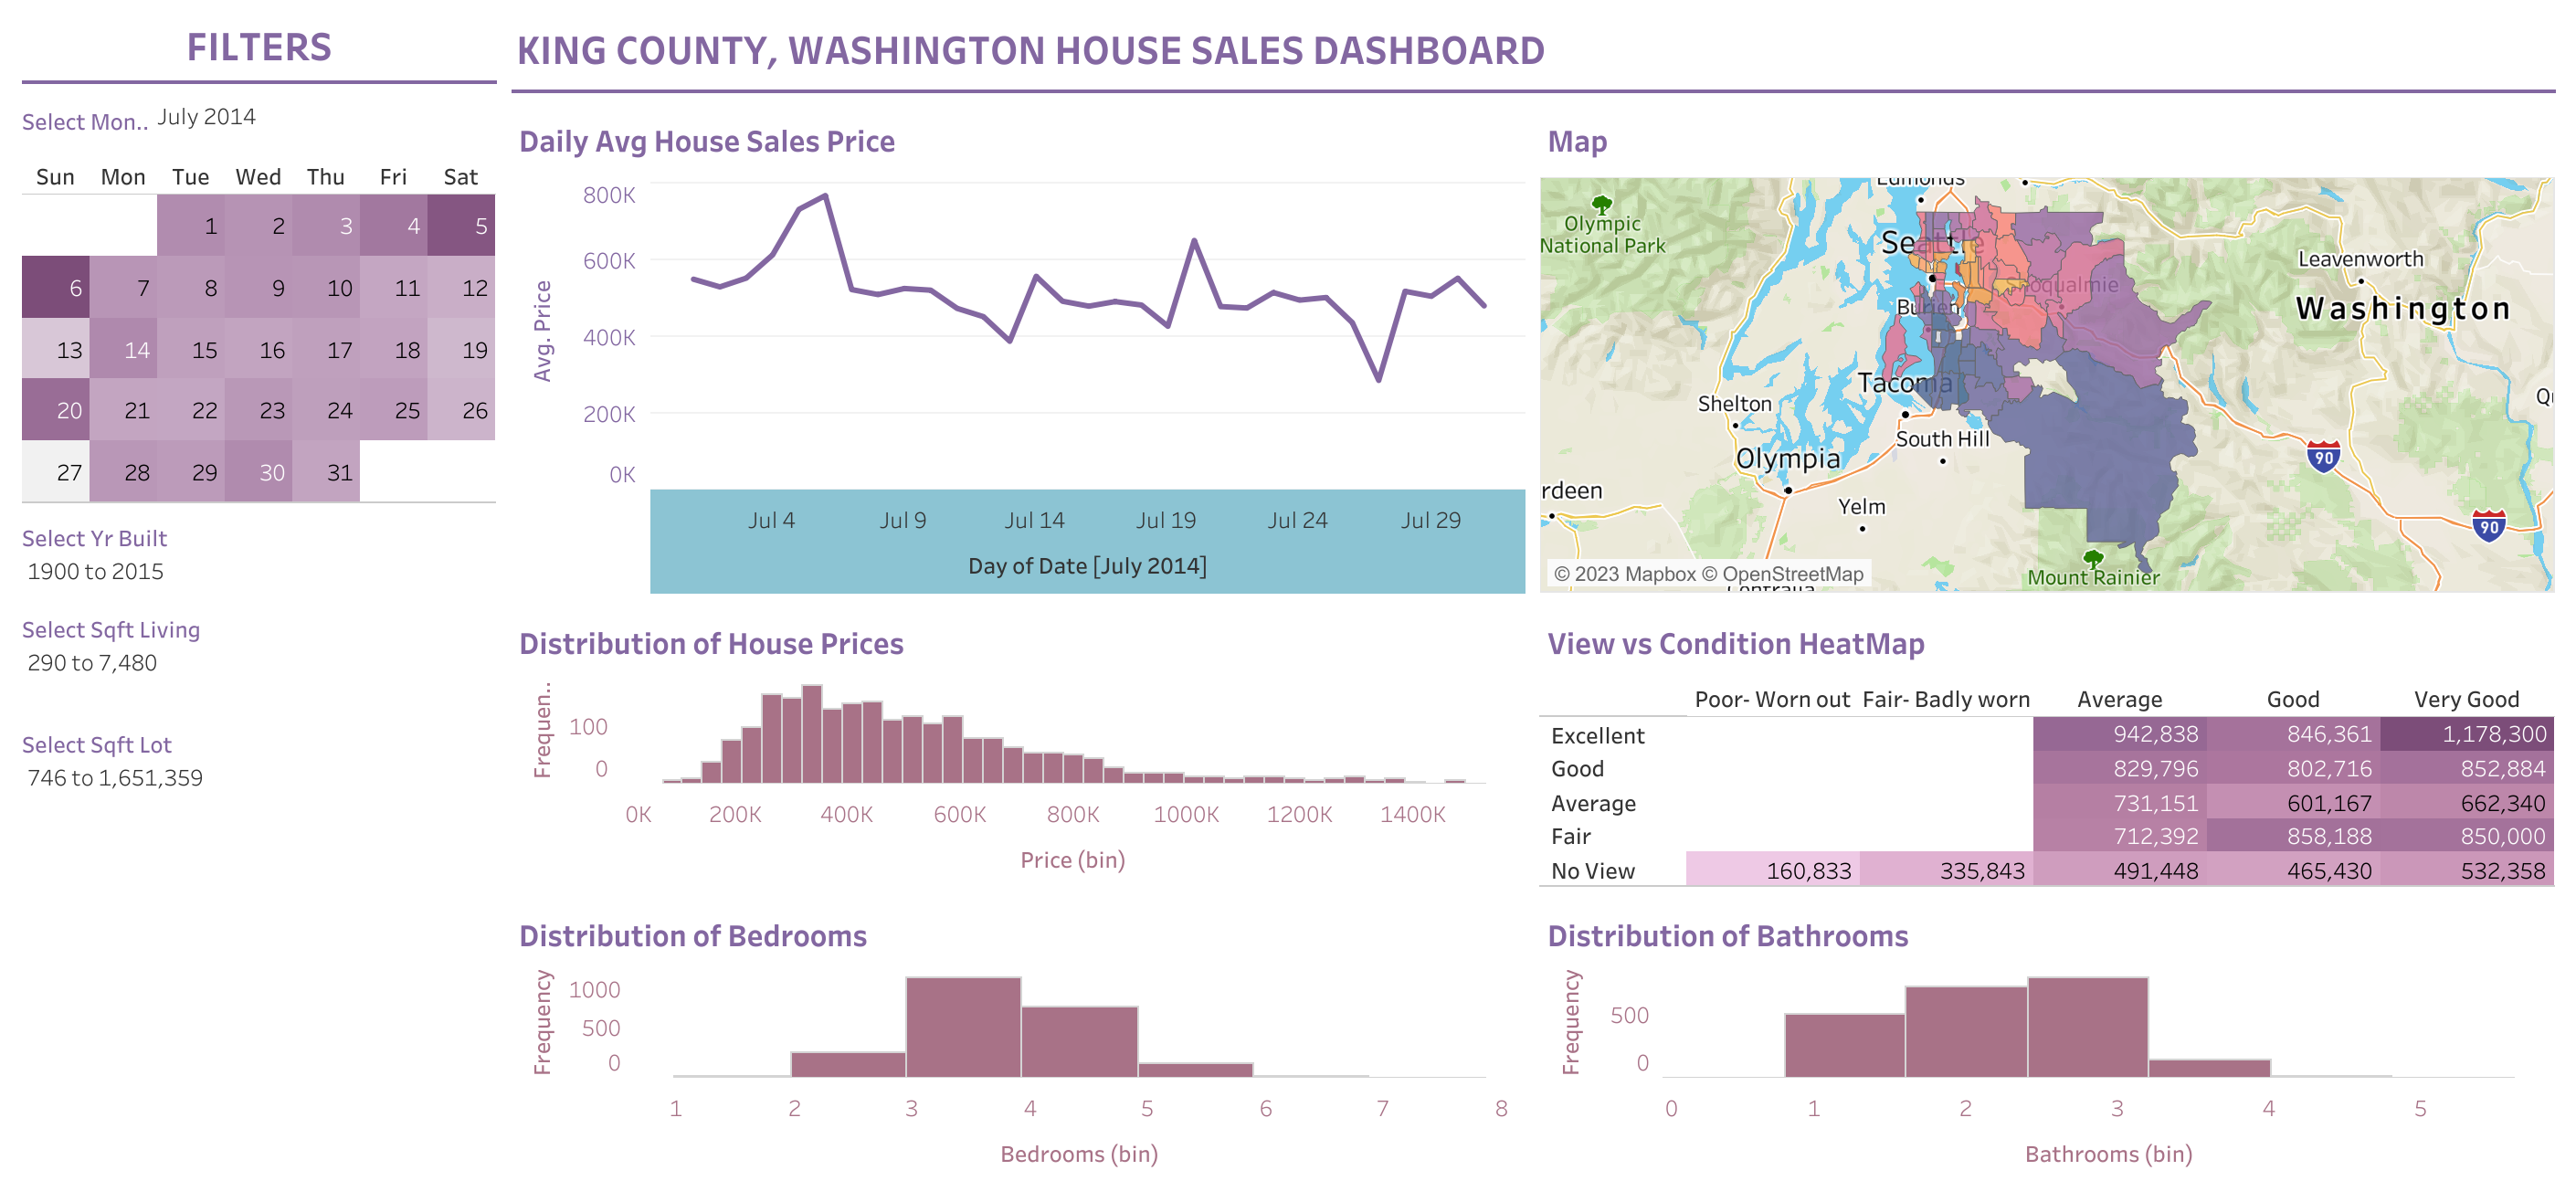 FILTERS
Select Mon.. July 2014
Sun Mon Tue Wed Thu Fri Sat
1 2 3 4 5
6 7 8 9 10 11 12
13 14 15 16 17 18 19
20 21 22 23 24 25 26
27 28 29 30 31
Select Yr Built
1900 to 2015
Select Sqft Living
290 to 7,480
Select Sqft Lot
746 to 1,651,359
KING COUNTY, WASHINGTON HOUSE SALES DASHBOARD
Daily Avg House Sales Price
Avg. Price
800K
600K
400K
200K
0K
Jul 4 Jul 9 Jul 14 Jul 19 Jul 24 Jul 29
Day of Date [July 2014]
Map
Edmonds
Olympic
National Park
Seattle
Leavenworth
Snoqualmie
Washington
Burien
Tacoma
Shelton
South Hill
Olympia
90
rdeen
Yelm
90
Mount Rainier
© 2023 Mapbox © OpenStreetMap
Centralia
Distribution of House Prices
Frequen..
100
0
0K 200K 400K 600K 800K 1000K 1200K 1400K
Price (bin)
View vs Condition HeatMap
Poor- Worn out Fair- Badly worn Average Good Very Good
Excellent 942,838 846,361 1,178,300
Good 829,796 802,716 852,884
Average 731,151 601,167 662,340
Fair 712,392 858,188 850,000
No View 160,833 335,843 491,448 465,430 532,358
Distribution of Bedrooms
Frequency
1000
500
0
1 2 3 4 5 6 7 8
Bedrooms (bin)
Distribution of Bathrooms
Frequency
500
0
0 1 2 3 4 5
Bathrooms (bin)